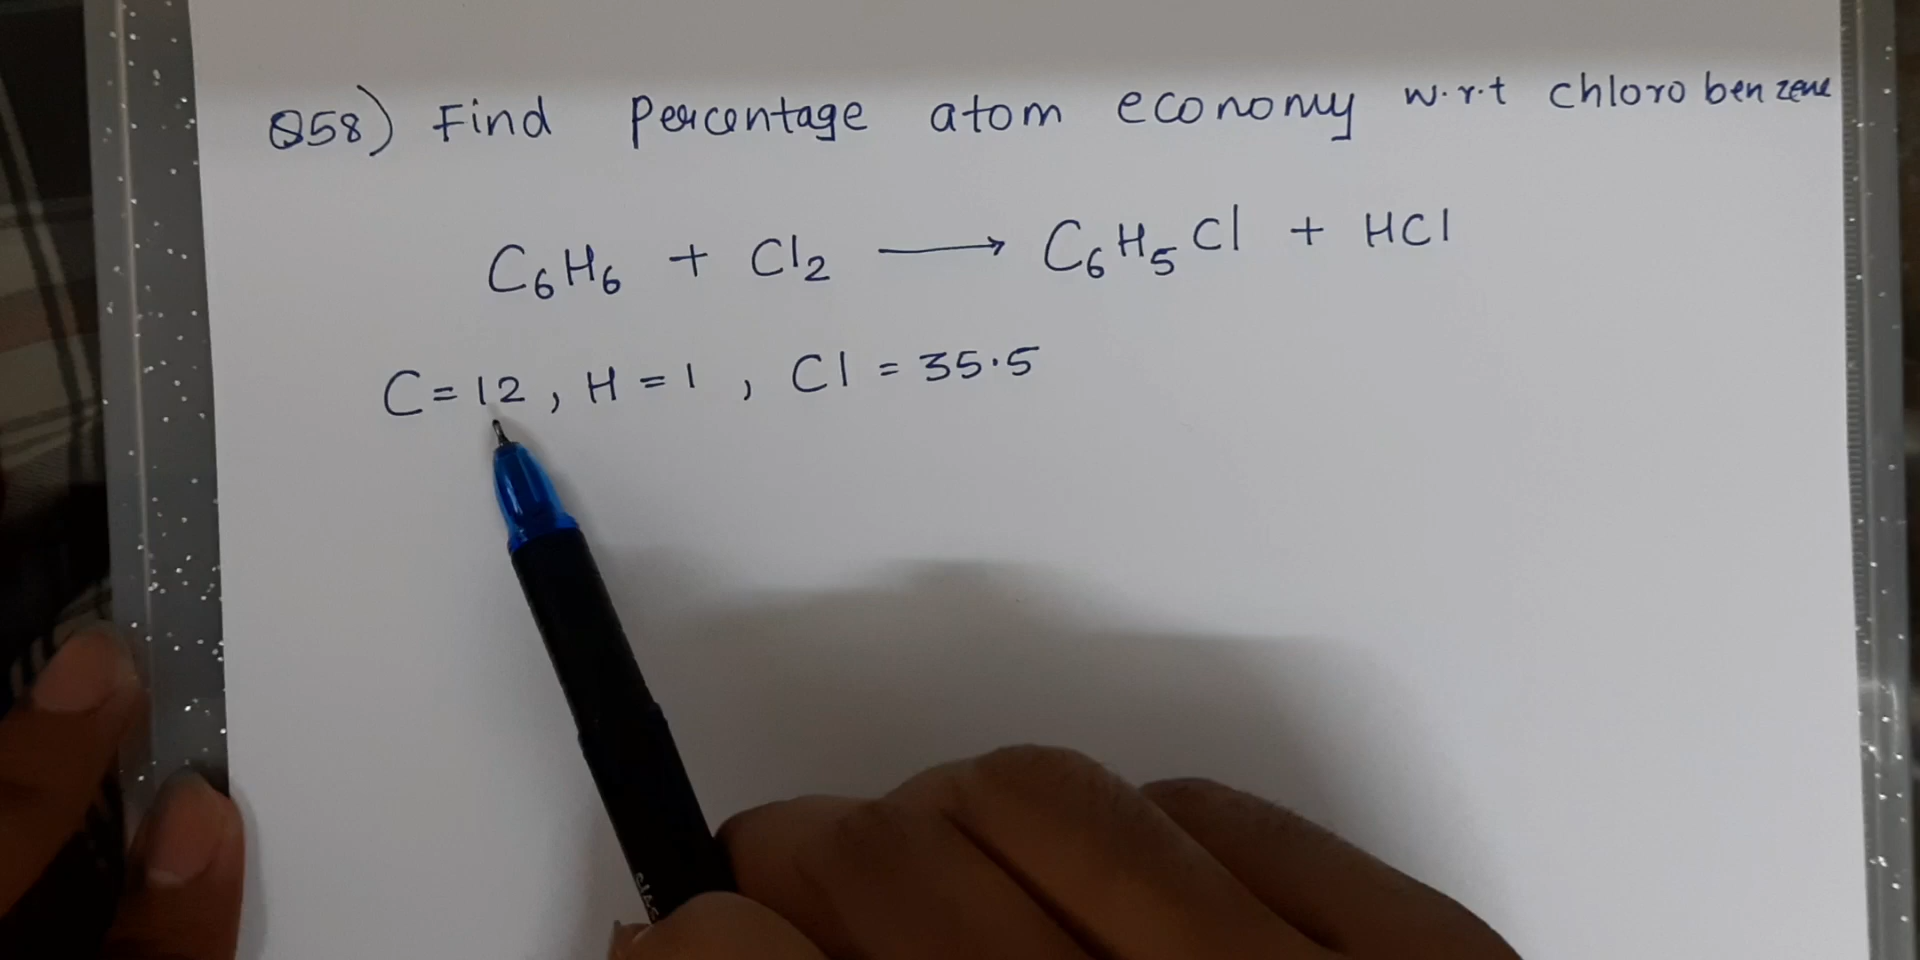 Q58) Find Percentage atom economy w.r.t chlorobenzene
C₆H₆ + Cl₂ ⟶ C₆H₅Cl + HCl
C=12, H=1, Cl=35.5